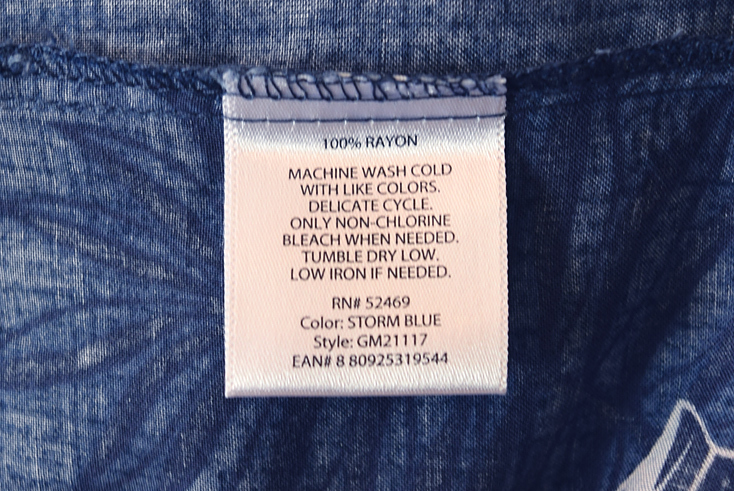 100% RAYON
MACHINE WASH COLD
WITH LIKE COLORS.
DELICATE CYCLE.
ONLY NON-CHLORINE
BLEACH WHEN NEEDED.
TUMBLE DRY LOW.
LOW IRON IF NEEDED.
RN# 52469
Color: STORM BLUE
Style: GM21117
EAN# 8 80925319544